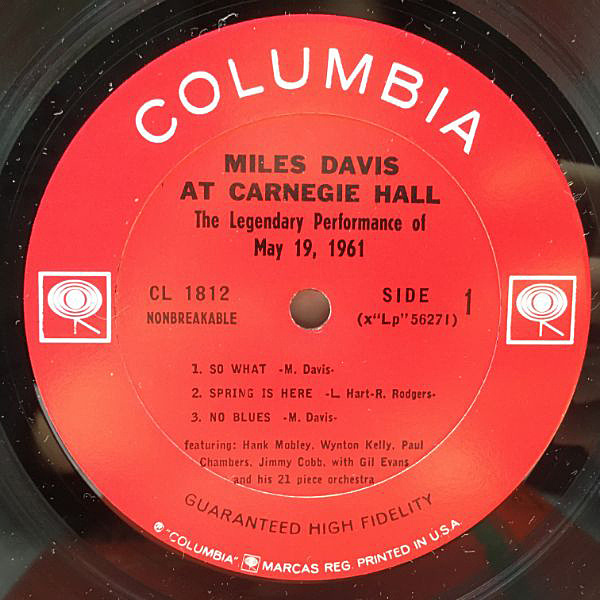 COLUMBIA
MILES DAVIS
AT CARNEGIE HALL
The Legendary Performance of
May 19, 1961
CL 1812
NONBREAKABLE
SIDE 1
(x"Lp" 56271)
1. SO WHAT -M. Davis-
2. SPRING IS HERE -L. Hart-R. Rodgers-
3. NO BLUES -M. Davis-
featuring: Hank Mobley, Wynton Kelly, Paul
Chambers, Jimmy Cobb, with Gil Evans
and his 21 piece orchestra
GUARANTEED HIGH FIDELITY
® "COLUMBIA" MARCAS REG. PRINTED IN U.S.A.